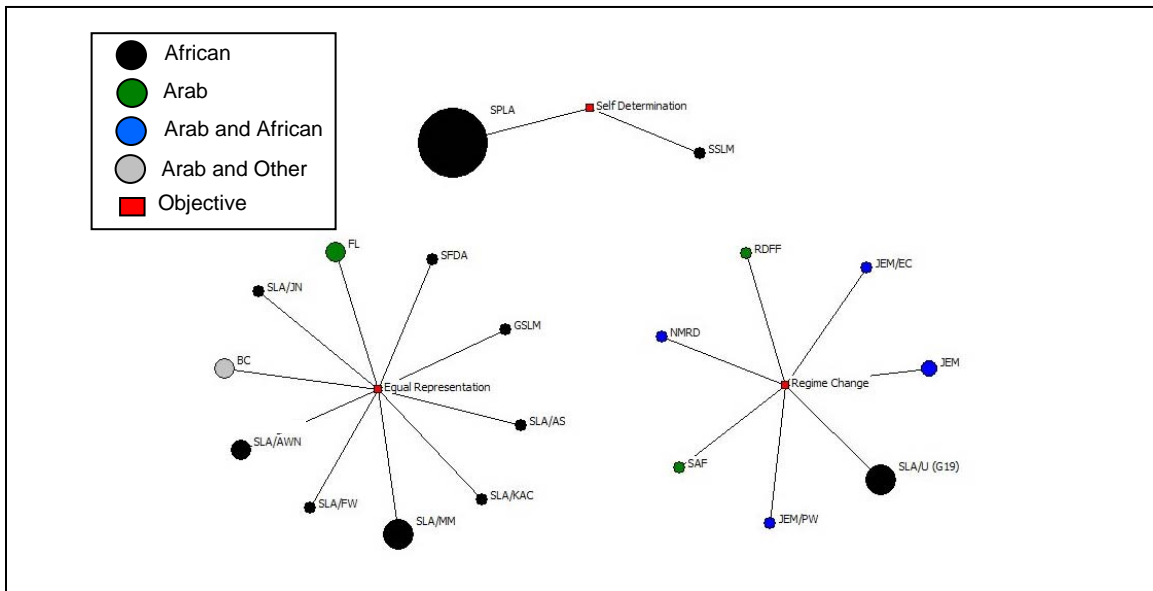 African
Arab
Arab and African
Arab and Other
Objective
SPLA
Self Determination
SSLM
FL
SFDA
SLA/JN
GSLM
BC
Equal Representation
SLA/AS
SLA/AWN
SLA/KAC
SLA/FW
SLA/MM
RDFF
JEM/EC
NMRD
JEM
Regime Change
SAF
SLA/U (G19)
JEM/PW